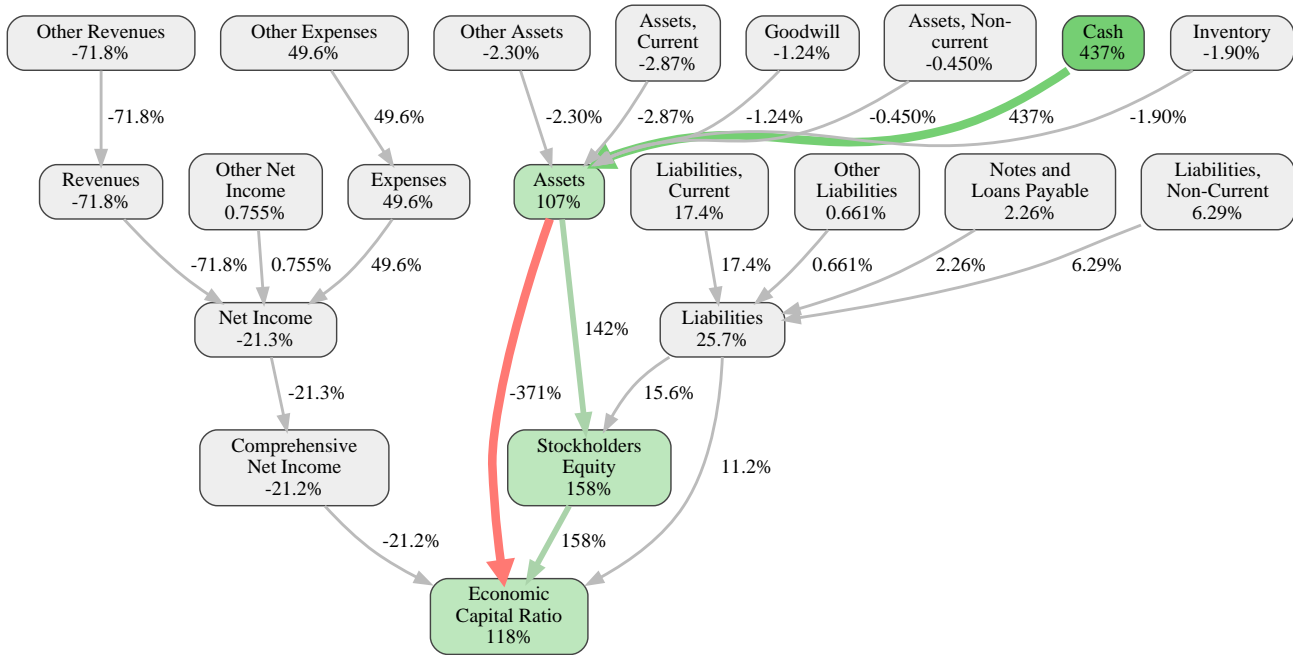 Other Revenues
-71.8%
Other Expenses
49.6%
Other Assets
-2.30%
Assets,
Current
-2.87%
Goodwill
-1.24%
Assets, Non-
current
-0.450%
Cash
437%
Inventory
-1.90%
-71.8%
49.6%
-2.30%
-2.87%
-1.24%
-0.450%
437%
-1.90%
Revenues
-71.8%
Other Net
Income
0.755%
Expenses
49.6%
Assets
107%
Liabilities,
Current
17.4%
Other
Liabilities
0.661%
Notes and
Loans Payable
2.26%
Liabilities,
Non-Current
6.29%
-71.8%
0.755%
49.6%
17.4%
0.661%
2.26%
6.29%
Net Income
-21.3%
142%
Liabilities
25.7%
-21.3%
-371%
15.6%
Comprehensive
Net Income
-21.2%
Stockholders
Equity
158%
11.2%
-21.2%
158%
Economic
Capital Ratio
118%